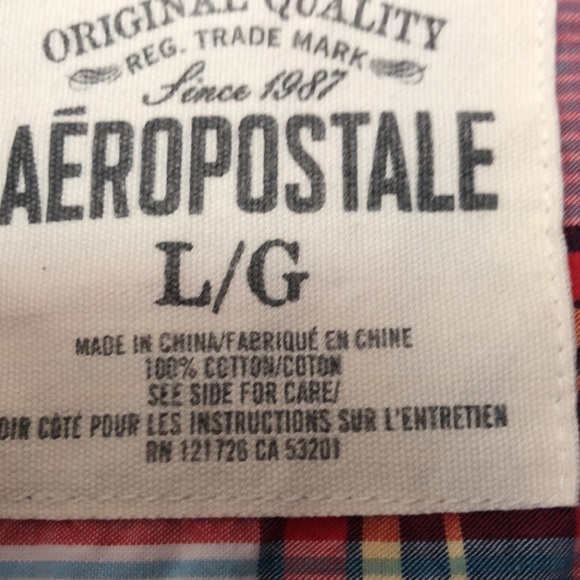 ORIGINAL QUALITY
REG. TRADE MARK
Since 1987
AÉROPOSTALE
L/G
MADE IN CHINA/FABRIQUÉ EN CHINE
100% COTTON/COTON
SEE SIDE FOR CARE/
OIR CÔTÉ POUR LES INSTRUCTIONS SUR L'ENTRETIEN
RN 121726 CA 53201